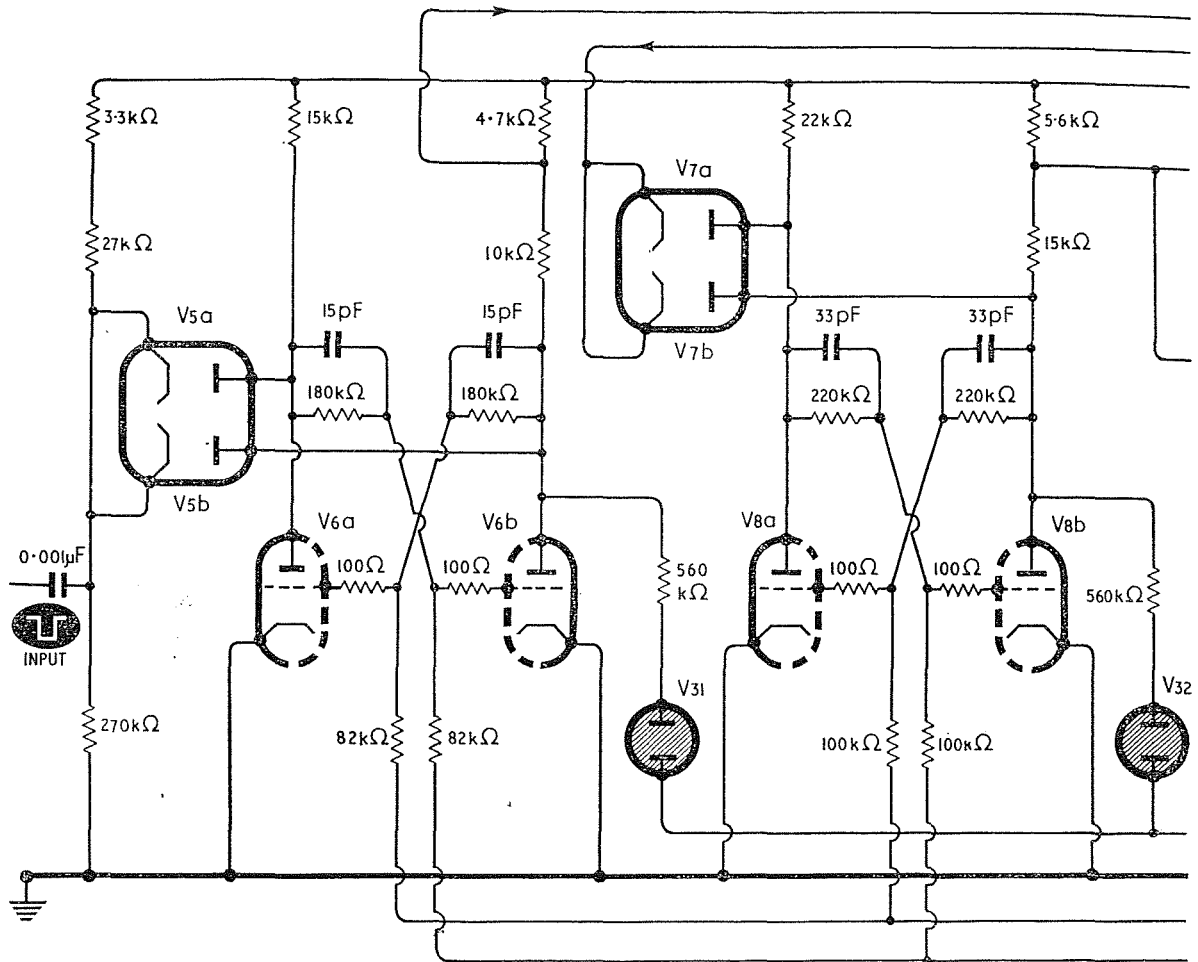 3·3kΩ
15kΩ
4·7kΩ
22kΩ
5·6kΩ
V7a
27kΩ
10kΩ
15kΩ
V5a
15pF
15pF
V7b
33pF
33pF
180kΩ
180kΩ
220kΩ
220kΩ
V5b
V6a
V6b
V8a
V8b
0·001µF
100Ω
100Ω
560
kΩ
100Ω
100Ω
560kΩ
INPUT
V31
V32
270kΩ
82kΩ
82kΩ
100kΩ
100kΩ